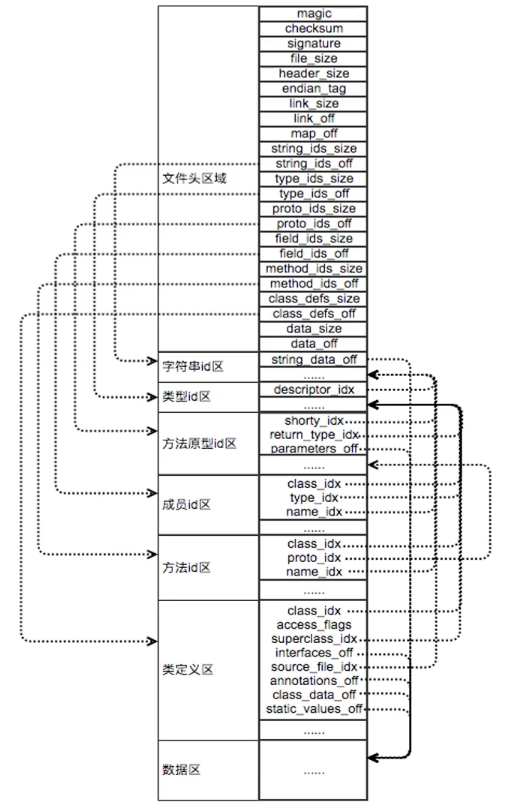 magic
checksum
signature
file_size
header_size
endian_tag
link_size
link_off
map_off
string_ids_size
string_ids_off
文件头区域
type_ids_size
type_ids_off
proto_ids_size
proto_ids_off
field_ids_size
field_ids_off
method_ids_size
method_ids_off
class_defs_size
class_defs_off
data_size
data_off
字符串id区
string_data_off
......
类型id区
descriptor_idx
......
方法原型id区
shorty_idx
return_type_idx
parameters_off
......
成员id区
class_idx
type_idx
name_idx
......
方法id区
class_idx
proto_idx
name_idx
......
类定义区
class_idx
access_flags
superclass_idx
interfaces_off
source_file_idx
annotations_off
class_data_off
static_values_off
......
数据区
......